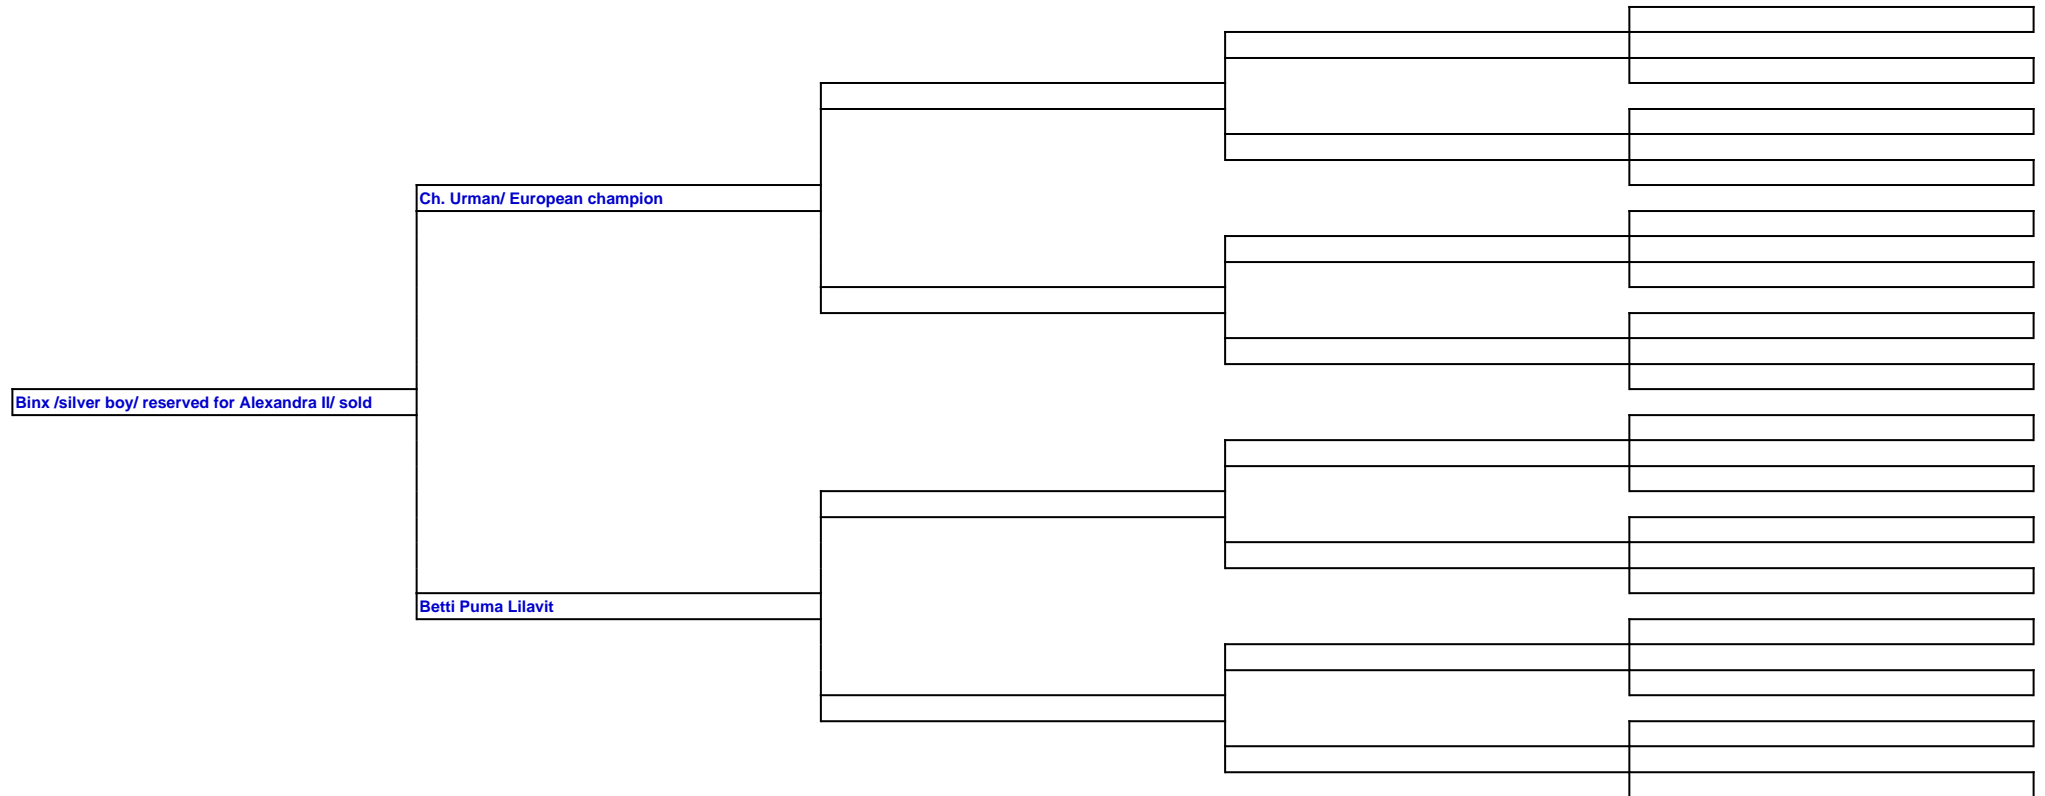 Ch. Urman/ European champion
Binx /silver boy/ reserved for Alexandra II/ sold
Betti Puma Lilavit